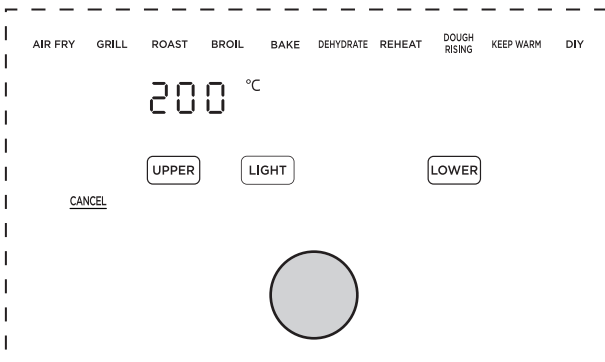 AIR FRY GRILL ROAST BROIL BAKE DEHYDRATE REHEAT DOUGH RISING KEEP WARM DIY
200 °C
UPPER LIGHT LOWER
CANCEL